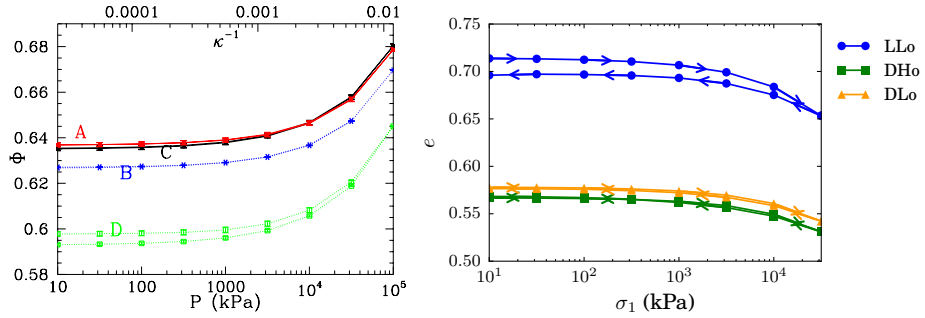 0.0001 0.001 0.01
κ⁻¹
0.68
0.66
0.64
0.62
0.6
0.58
Φ
A
C
B
D
10 100 1000 10⁴ 10⁵
P (kPa)
0.75
0.70
0.65
0.60
0.55
0.50
e
10¹ 10² 10³ 10⁴
σ₁ (kPa)
LLo
DHo
DLo